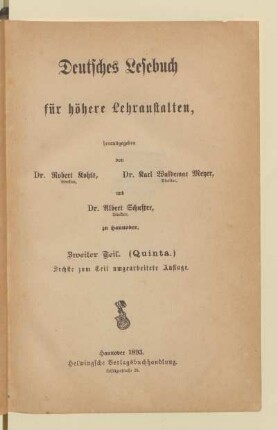 Deutsches Lesebuch
für höhere Lehranstalten,
herausgegeben
von
Dr. Robert Kohts, Dr. Karl Waldemar Meyer,
Direktor. Direktor.
und
Dr. Albert Schuster,
Direktor.
zu Hannover.
Zweiter Teil. (Quinta.)
Sechste zum Teil umgearbeitete Auflage.
Hannover 1893.
Helwingsche Verlagsbuchhandlung.